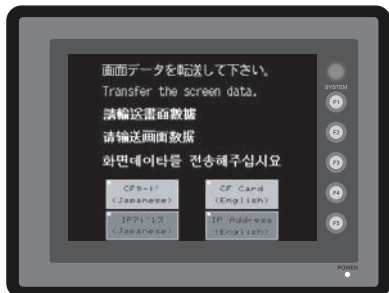 画面データを転送して下さい。
Transfer the screen data.
請輸送畫面數據
请输送画面数据
화면데이타를 전송해주십시요
CFカード
(Japanese)
CF Card
(English)
IPアドレス
(Japanese)
IP Address
(English)
SYSTEM
F1
F2
F3
F4
F5
POWER